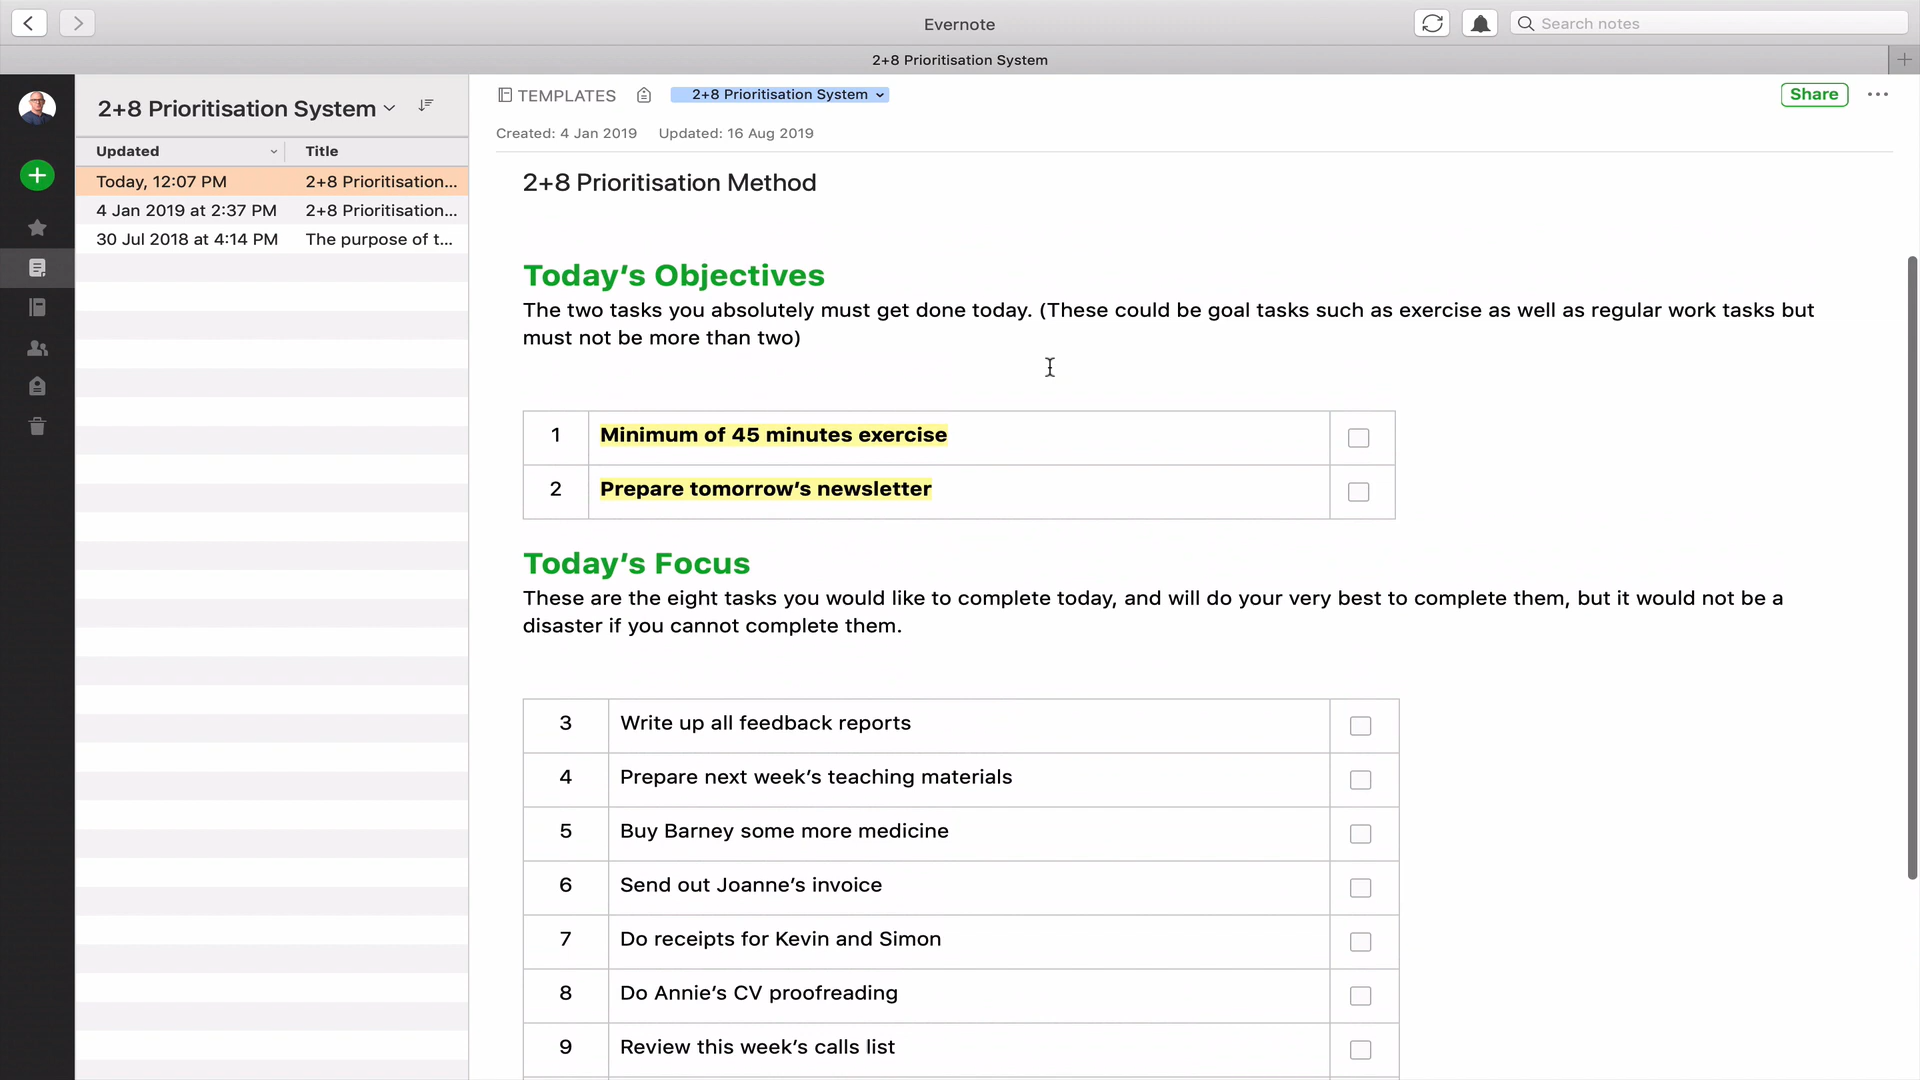 Evernote
Search notes
2+8 Prioritisation System
2+8 Prioritisation System
Updated
Title
Today, 12:07 PM
2+8 Prioritisation...
4 Jan 2019 at 2:37 PM
2+8 Prioritisation...
30 Jul 2018 at 4:14 PM
The purpose of t...
TEMPLATES
2+8 Prioritisation System
Share
Created: 4 Jan 2019
Updated: 16 Aug 2019
2+8 Prioritisation Method
Today’s Objectives
The two tasks you absolutely must get done today. (These could be goal tasks such as exercise as well as regular work tasks but
must not be more than two)
1
Minimum of 45 minutes exercise
2
Prepare tomorrow’s newsletter
Today’s Focus
These are the eight tasks you would like to complete today, and will do your very best to complete them, but it would not be a
disaster if you cannot complete them.
3
Write up all feedback reports
4
Prepare next week’s teaching materials
5
Buy Barney some more medicine
6
Send out Joanne’s invoice
7
Do receipts for Kevin and Simon
8
Do Annie’s CV proofreading
9
Review this week’s calls list